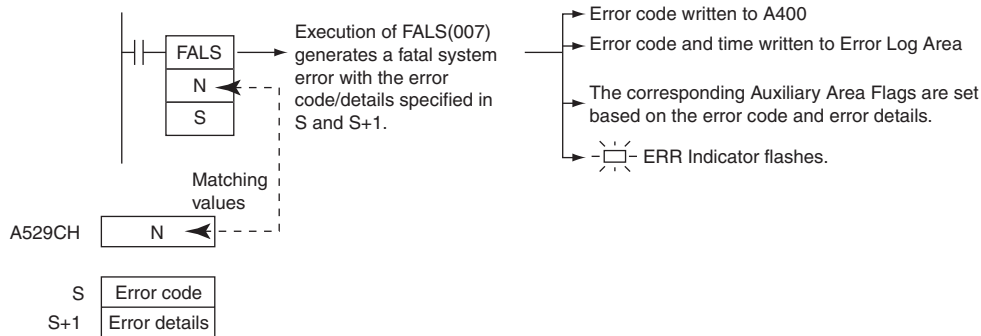 FALS
N
S
Execution of FALS(007)
generates a fatal system
error with the error
code/details specified in
S and S+1.
Error code written to A400
Error code and time written to Error Log Area
The corresponding Auxiliary Area Flags are set
based on the error code and error details.
ERR Indicator flashes.
Matching
values
A529CH N
S Error code
S+1 Error details